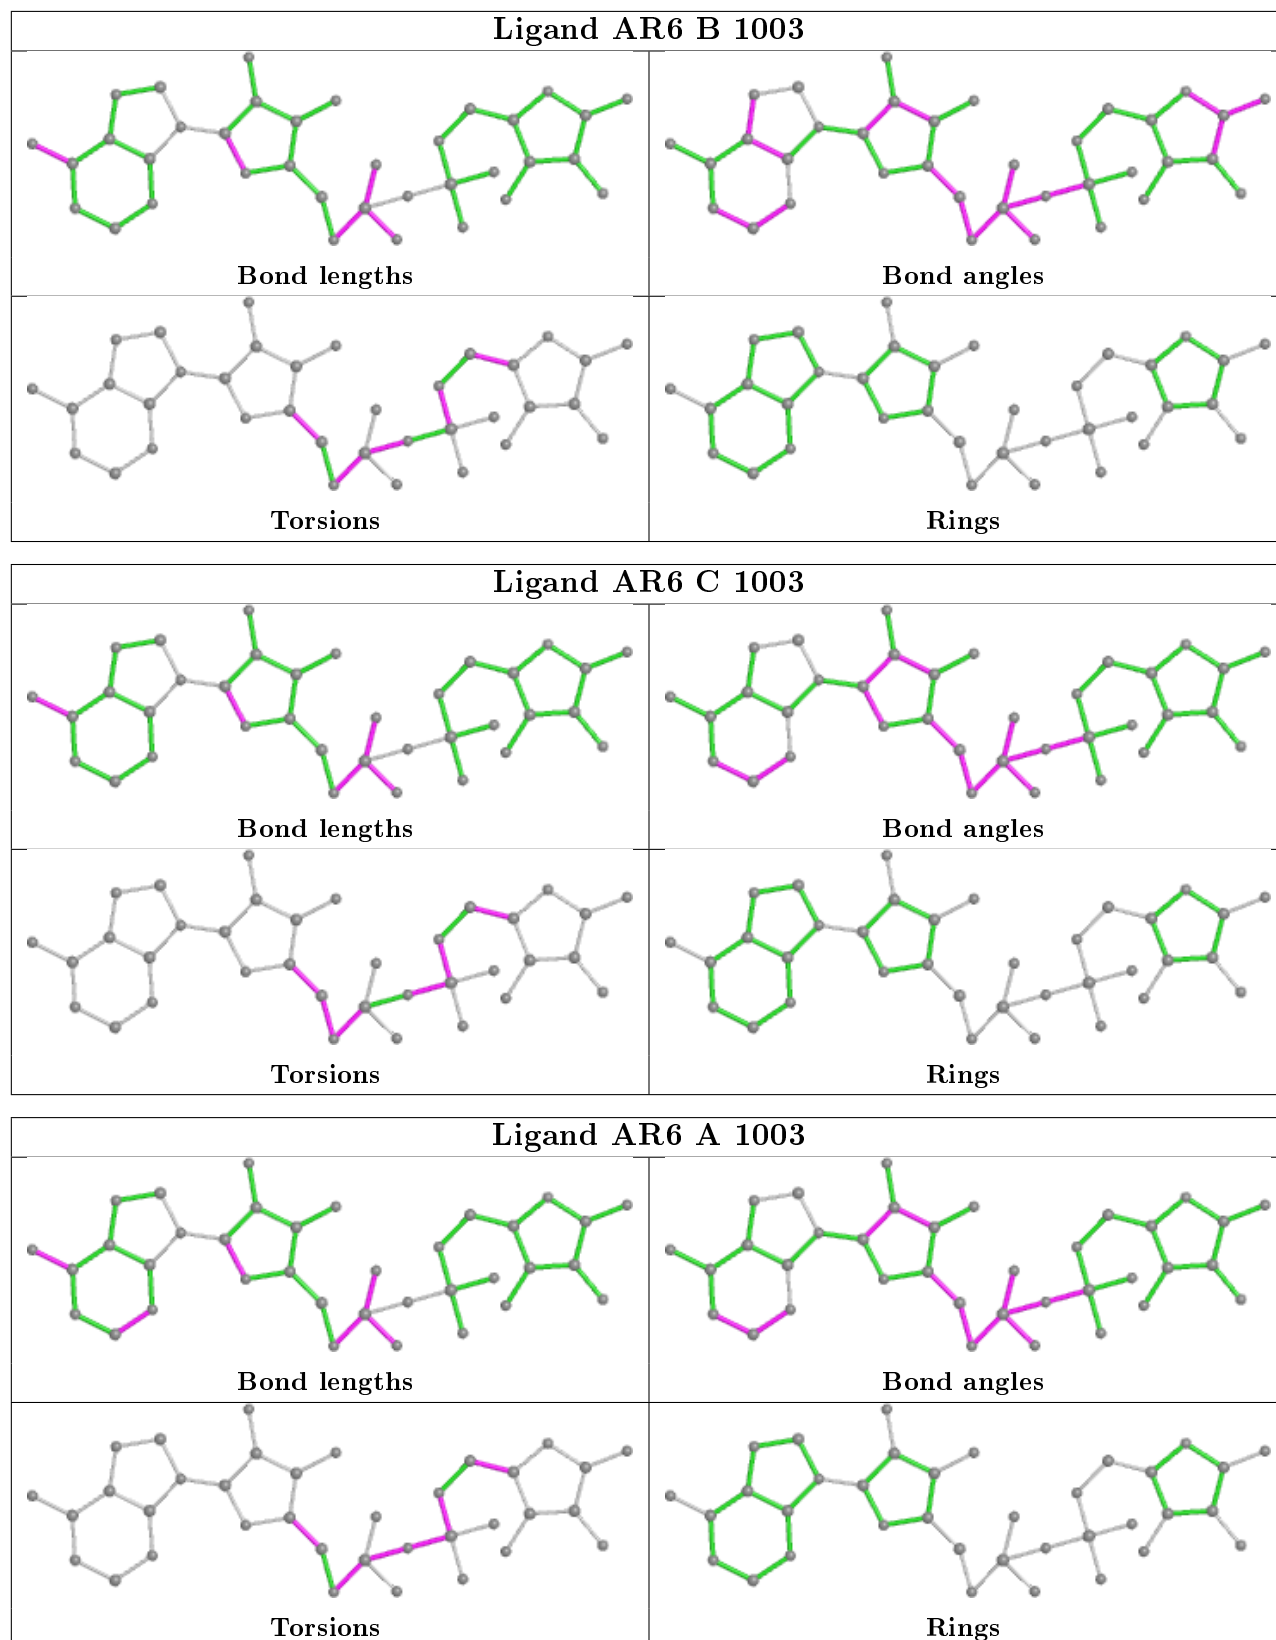 Ligand AR6 B 1003
Bond lengths
Bond angles
Torsions
Rings
Ligand AR6 C 1003
Bond lengths
Bond angles
Torsions
Rings
Ligand AR6 A 1003
Bond lengths
Bond angles
Torsions
Rings